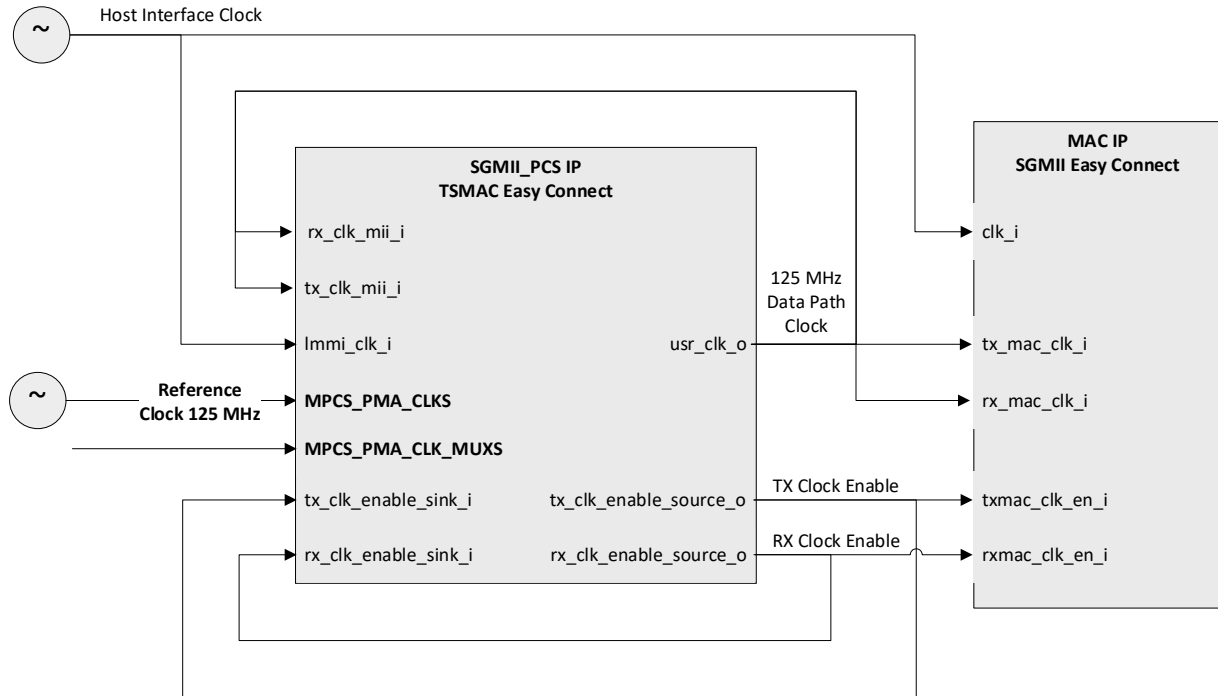 Host Interface Clock
~
SGMII_PCS IP
TSMAC Easy Connect
MAC IP
SGMII Easy Connect
rx_clk_mii_i
clk_i
tx_clk_mii_i
125 MHz
Data Path
Clock
lmmi_clk_i
usr_clk_o
tx_mac_clk_i
~
Reference
Clock 125 MHz
MPCS_PMA_CLKS
rx_mac_clk_i
MPCS_PMA_CLK_MUXS
tx_clk_enable_sink_i
tx_clk_enable_source_o
TX Clock Enable
txmac_clk_en_i
rx_clk_enable_sink_i
rx_clk_enable_source_o
RX Clock Enable
rxmac_clk_en_i